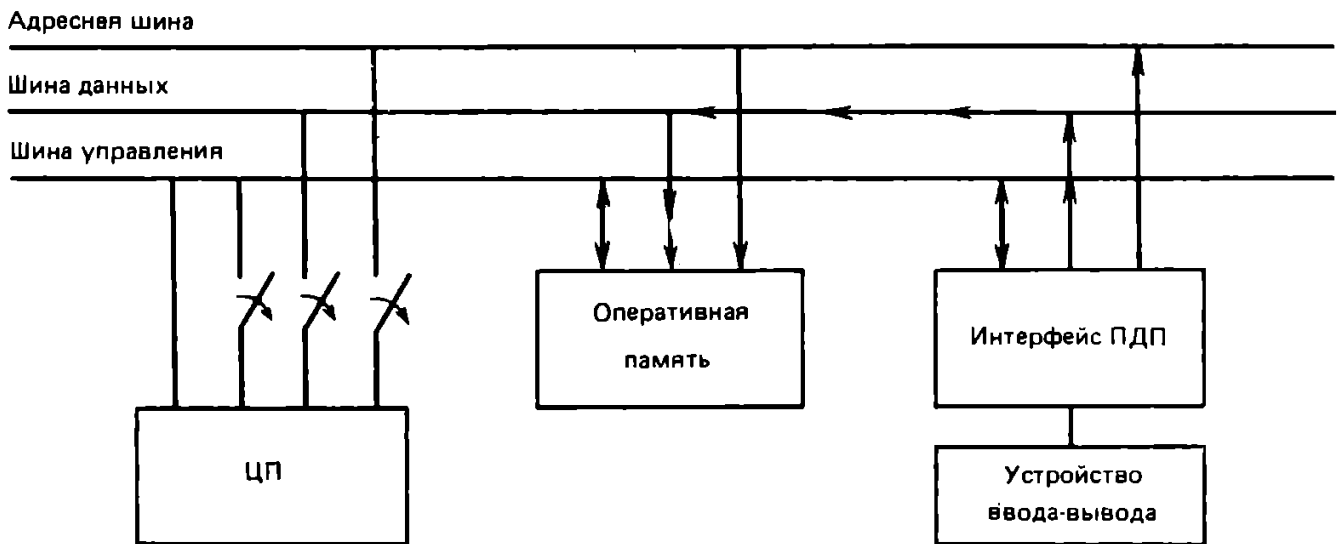 Адресная шина
Шина данных
Шина управления
Оперативная
память
Интерфейс ПДП
ЦП
Устройство
ввода-вывода